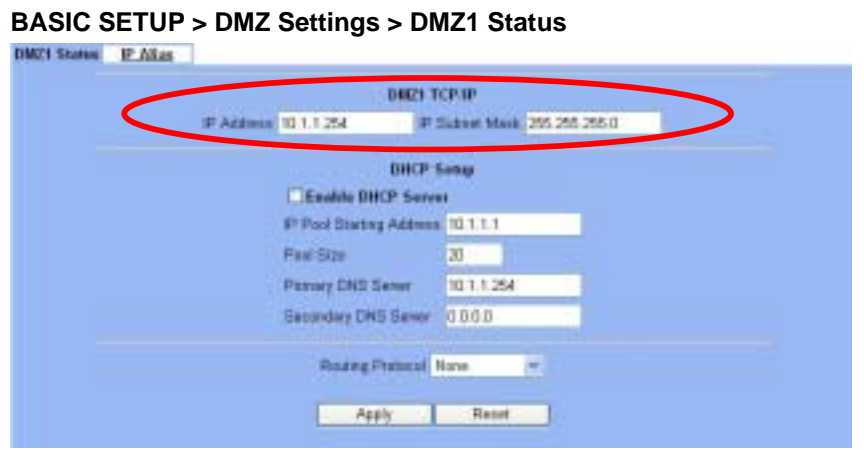 BASIC SETUP > DMZ Settings > DMZ1 Status
DMZ1 Status IP Alias
DMZ1 TCP/IP
IP Address 10.1.1.254 IP Subnet Mask 255.255.255.0
DHCP Setup
Enable DHCP Server
IP Pool Starting Address 10.1.1.1
Pool Size 20
Primary DNS Server 10.1.1.254
Secondary DNS Server 0.0.0.0
Routing Protocol None
Apply Reset